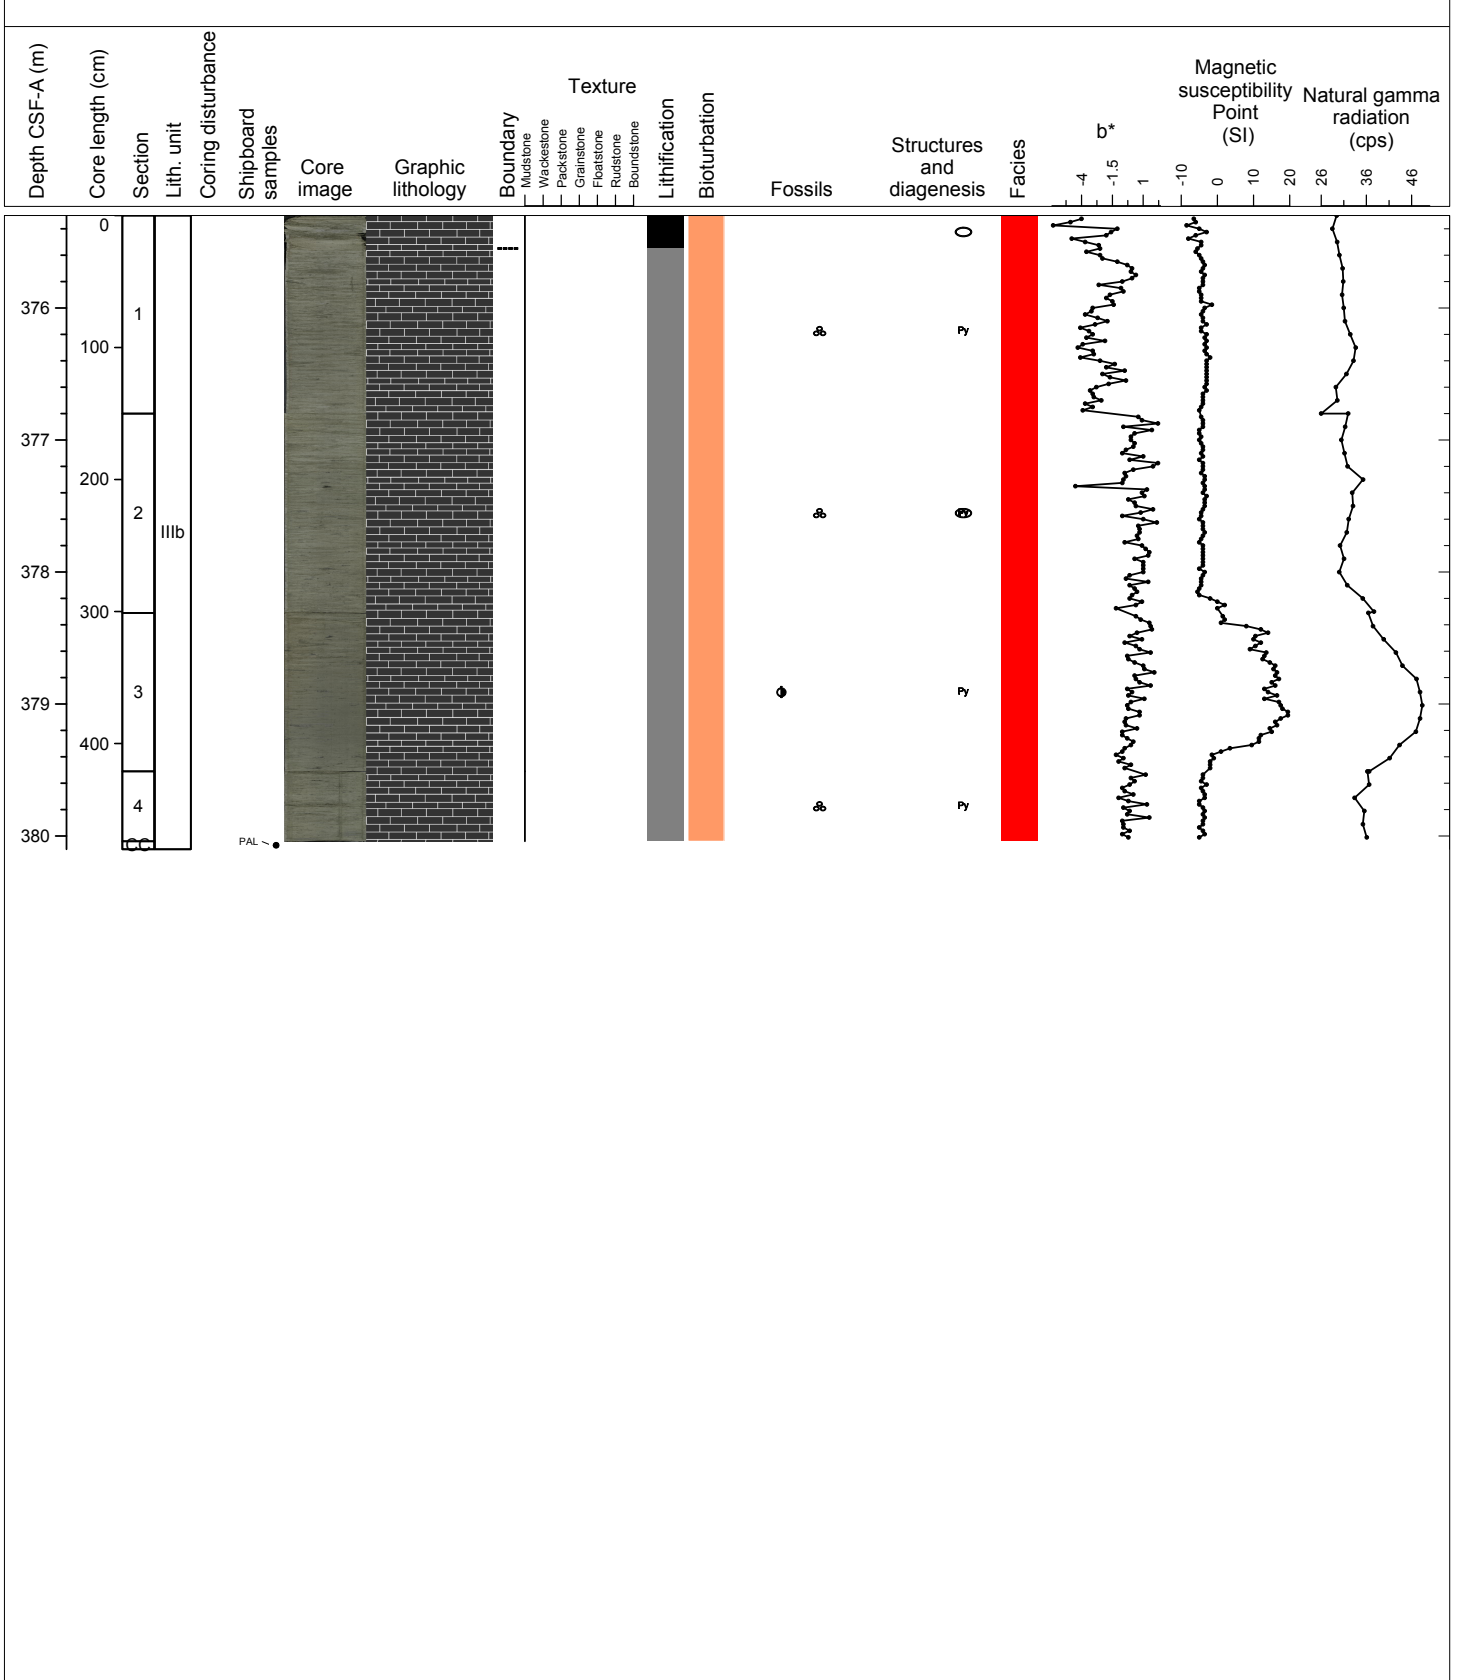 Depth CSF-A (m)
Core length (cm)
Section
Lith. unit
Coring disturbance
Shipboard
samples
Core
image
Graphic
lithology
Boundary
Texture
Mudstone
Wackestone
Packstone
Grainstone
Floatstone
Rudstone
Boundstone
Lithification
Bioturbation
Fossils
Structures
and
diagenesis
Facies
b*
-4
-1.5
1
Magnetic
susceptibility
Point
(SI)
-10
0
10
20
Natural gamma
radiation
(cps)
26
36
46
0
376
1
Py
100
377
200
2
Py
IIIb
378
300
3
Py
379
400
4
Py
380
CC
PAL